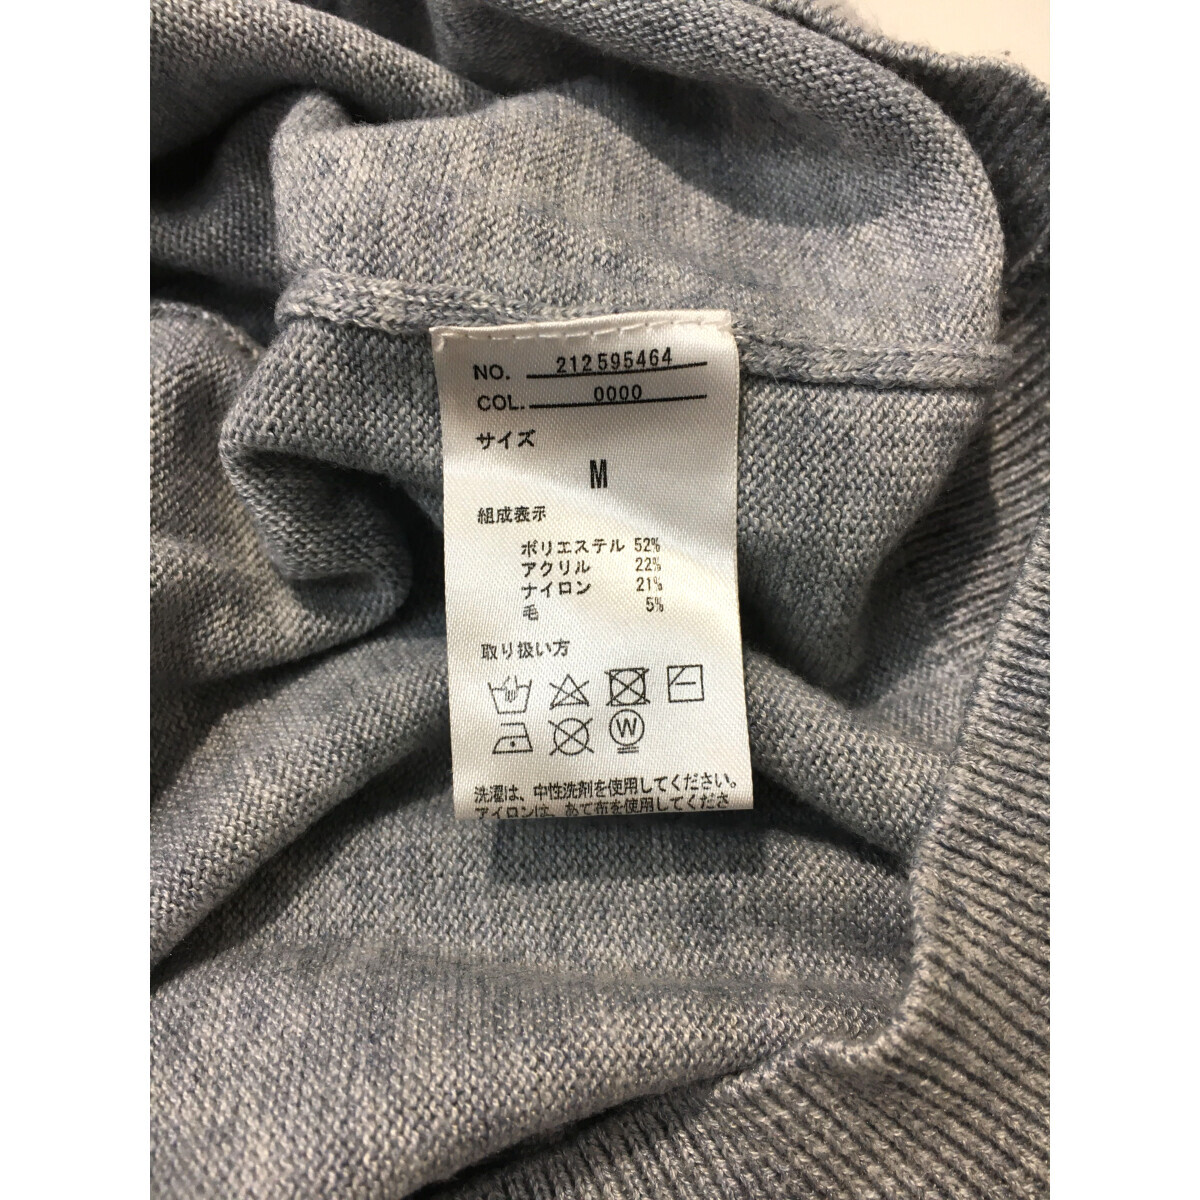 NO. 212595464
COL. 0000
サイズ
M
組成表示
ポリエステル 52%
アクリル 22%
ナイロン 21%
毛 5%
取り扱い方
W
洗濯は、中性洗剤を使用してください。
アイロンは、あて布を使用してくださ